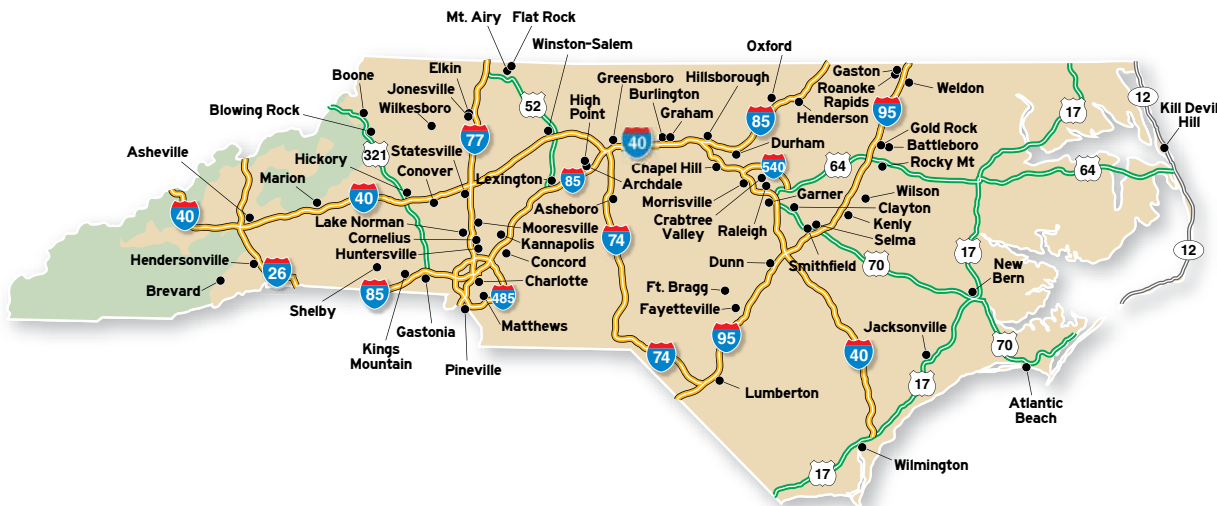 Mt. Airy
Flat Rock
Winston-Salem
Oxford
Boone
Elkin
Jonesville
Wilkesboro
Blowing Rock
52
High
Point
Greensboro
Burlington
Graham
Hillsborough
85
Gaston
Roanoke
Rapids
Henderson
95
Weldon
17
12
Kill Devil
Hill
Asheville
Hickory
Marion
321
77
Statesville
Conover
40
Durham
Gold Rock
Battleboro
Rocky Mt
Chapel Hill
540
64
64
Lexington
85
Archdale
Asheboro
Morrisville
Crabtree
Valley
Raleigh
Garner
Clayton
Wilson
Kenly
Selma
Smithfield
40
40
Lake Norman
Cornelius
Huntersville
Mooresville
Kannapolis
Concord
Charlotte
74
Dunn
70
17
12
Hendersonville
Brevard
26
Shelby
85
Kings
Mountain
Gastonia
Pineville
485
Matthews
Ft. Bragg
Fayetteville
95
74
Lumberton
40
New
Bern
Jacksonville
70
17
Atlantic
Beach
17
Wilmington